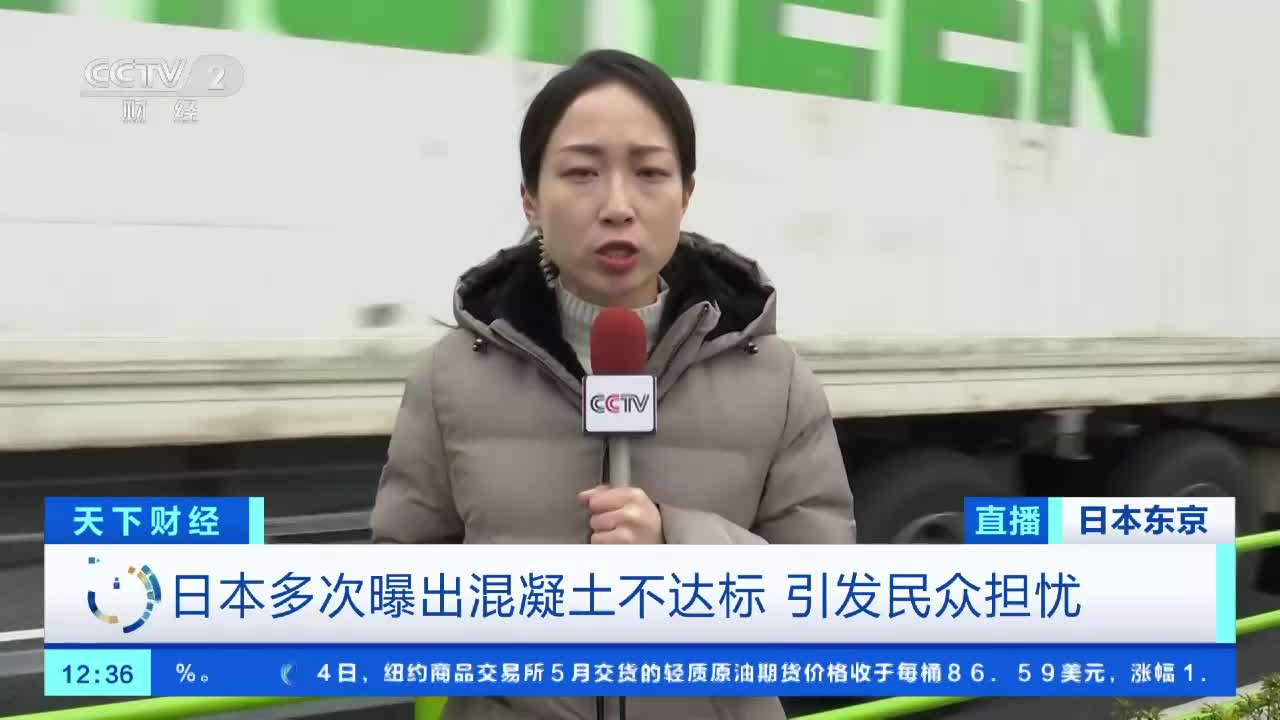 CCTV 2
财 经
EEN
CCTV
天下财经
直播 日本东京
日本多次曝出混凝土不达标 引发民众担忧
12:36 %。 4日，纽约商品交易所5月交货的轻质原油期货价格收于每桶86.59美元，涨幅1.